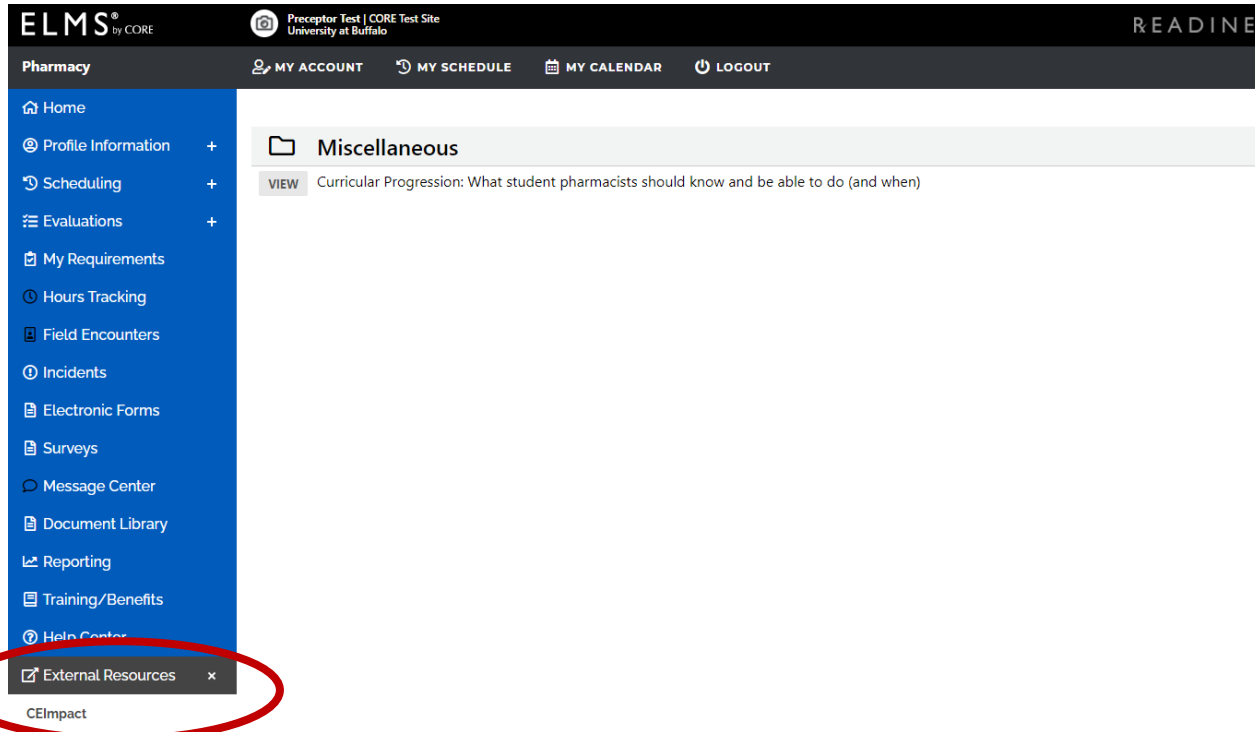 ELMS® by CORE
Preceptor Test | CORE Test Site
University at Buffalo
READINE
Pharmacy
MY ACCOUNT
MY SCHEDULE
MY CALENDAR
LOGOUT
Home
Profile Information +
Scheduling +
Evaluations +
My Requirements
Hours Tracking
Field Encounters
Incidents
Electronic Forms
Surveys
Message Center
Document Library
Reporting
Training/Benefits
Help Center
External Resources ×
CEImpact
Miscellaneous
VIEW Curricular Progression: What student pharmacists should know and be able to do (and when)